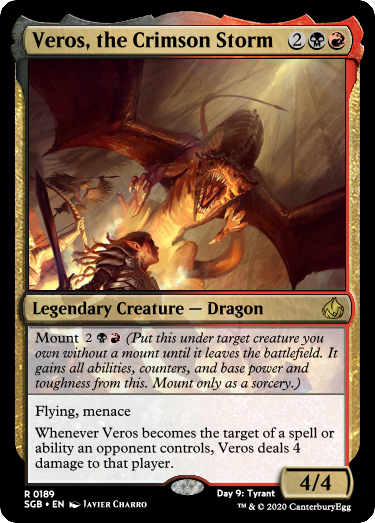 Veros, the Crimson Storm 2
Legendary Creature — Dragon
Mount 2 (Put this under target creature you
own without a mount until it leaves the battlefield. It
gains all abilities, counters, and base power and
toughness from this. Mount only as a sorcery.)
Flying, menace
Whenever Veros becomes the target of a spell or
ability an opponent controls, Veros deals 4
damage to that player.
4/4
R 0189 Day 9: Tyrant
SGB • EN Javier Charro ™ & © 2020 CanterburyEgg